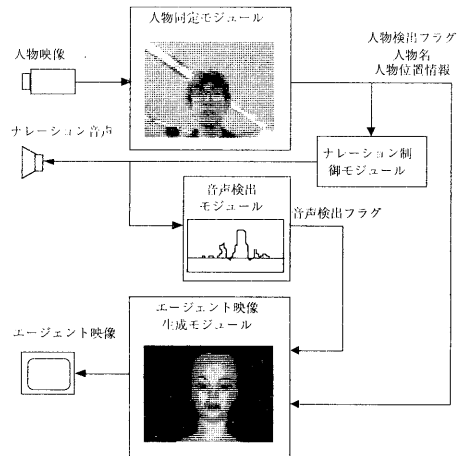 人物同定モジュール
人物映像
人物検出フラグ
人物名
人物位置情報
ナレーション音声
ナレーション制
御モジュール
音声検出
モジュール
音声検出フラグ
エージェント映像
生成モジュール
エージェント映像